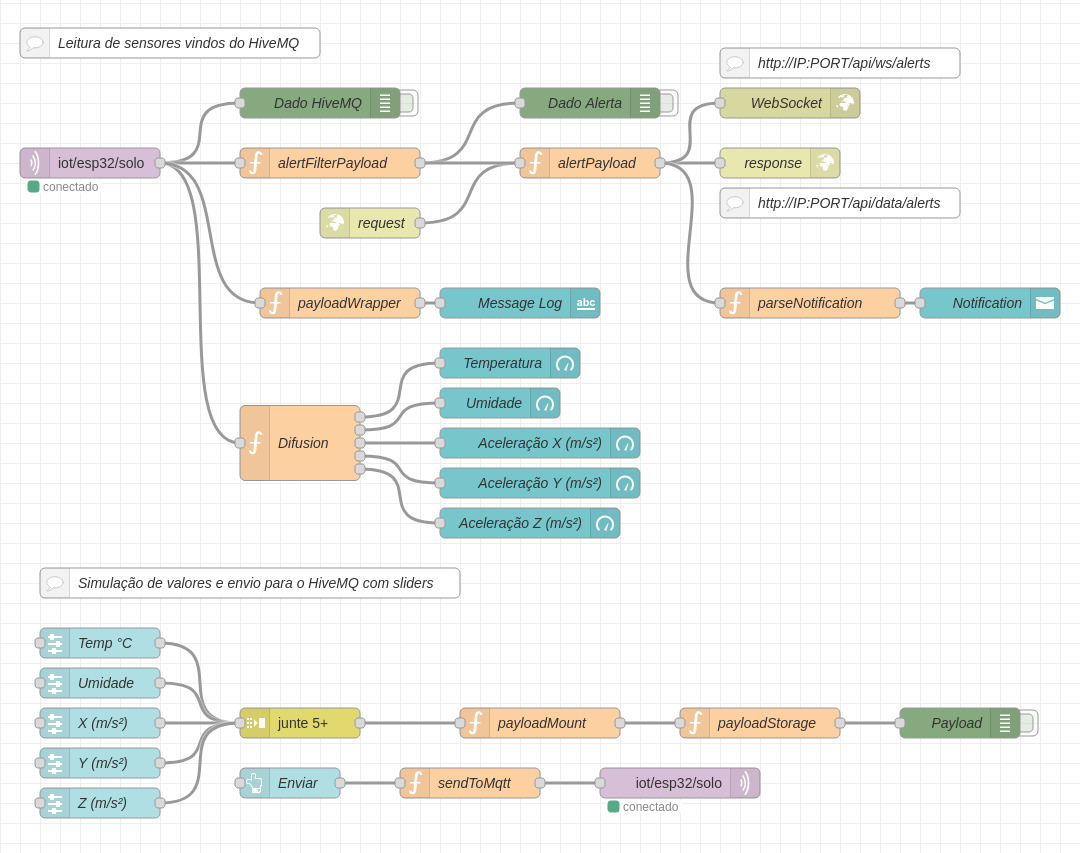 Leitura de sensores vindos do HiveMQ
http://IP:PORT/api/ws/alerts
Dado HiveMQ
Dado Alerta
WebSocket
iot/esp32/solo
alertFilterPayload
alertPayload
response
conectado
http://IP:PORT/api/data/alerts
request
payloadWrapper
Message Log
abc
parseNotification
Notification
Temperatura
Umidade
Difusion
Aceleração X (m/s²)
Aceleração Y (m/s²)
Aceleração Z (m/s²)
Simulação de valores e envio para o HiveMQ com sliders
Temp °C
Umidade
X (m/s²)
junte 5+
payloadMount
payloadStorage
Payload
Y (m/s²)
Enviar
sendToMqtt
iot/esp32/solo
Z (m/s²)
conectado